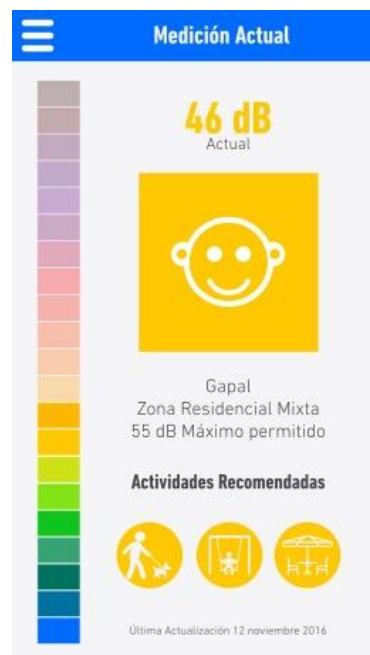 Medición Actual
46 dB
Actual
Gapal
Zona Residencial Mixta
55 dB Máximo permitido
Actividades Recomendadas
Última Actualización 12 noviembre 2016